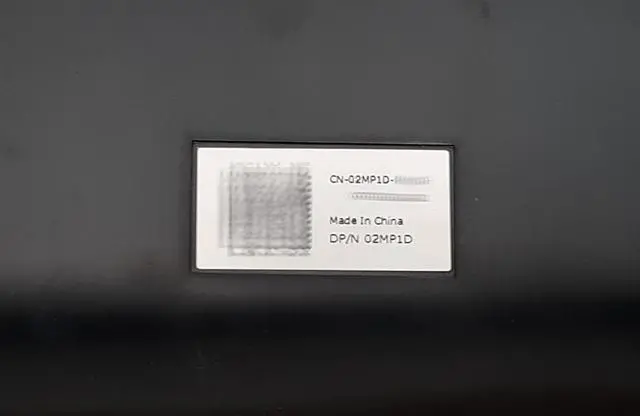 CN-02MP1D-
Made In China
DP/N 02MP1D